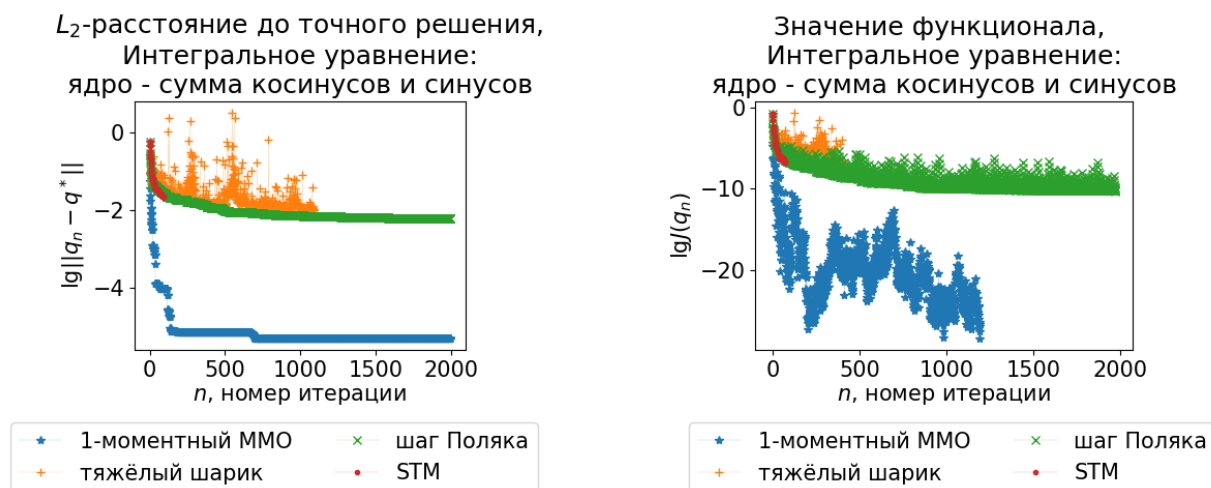 L₂-расстояние до точного решения,
Интегральное уравнение:
ядро - сумма косинусов и синусов
lg||qₙ − q*||
0
−2
−4
0
500
1000
1500
2000
n, номер итерации
1-моментный ММО
шаг Поляка
тяжёлый шарик
STM
Значение функционала,
Интегральное уравнение:
ядро - сумма косинусов и синусов
lgJ(qₙ)
0
−10
−20
0
500
1000
1500
2000
n, номер итерации
1-моментный ММО
шаг Поляка
тяжёлый шарик
STM